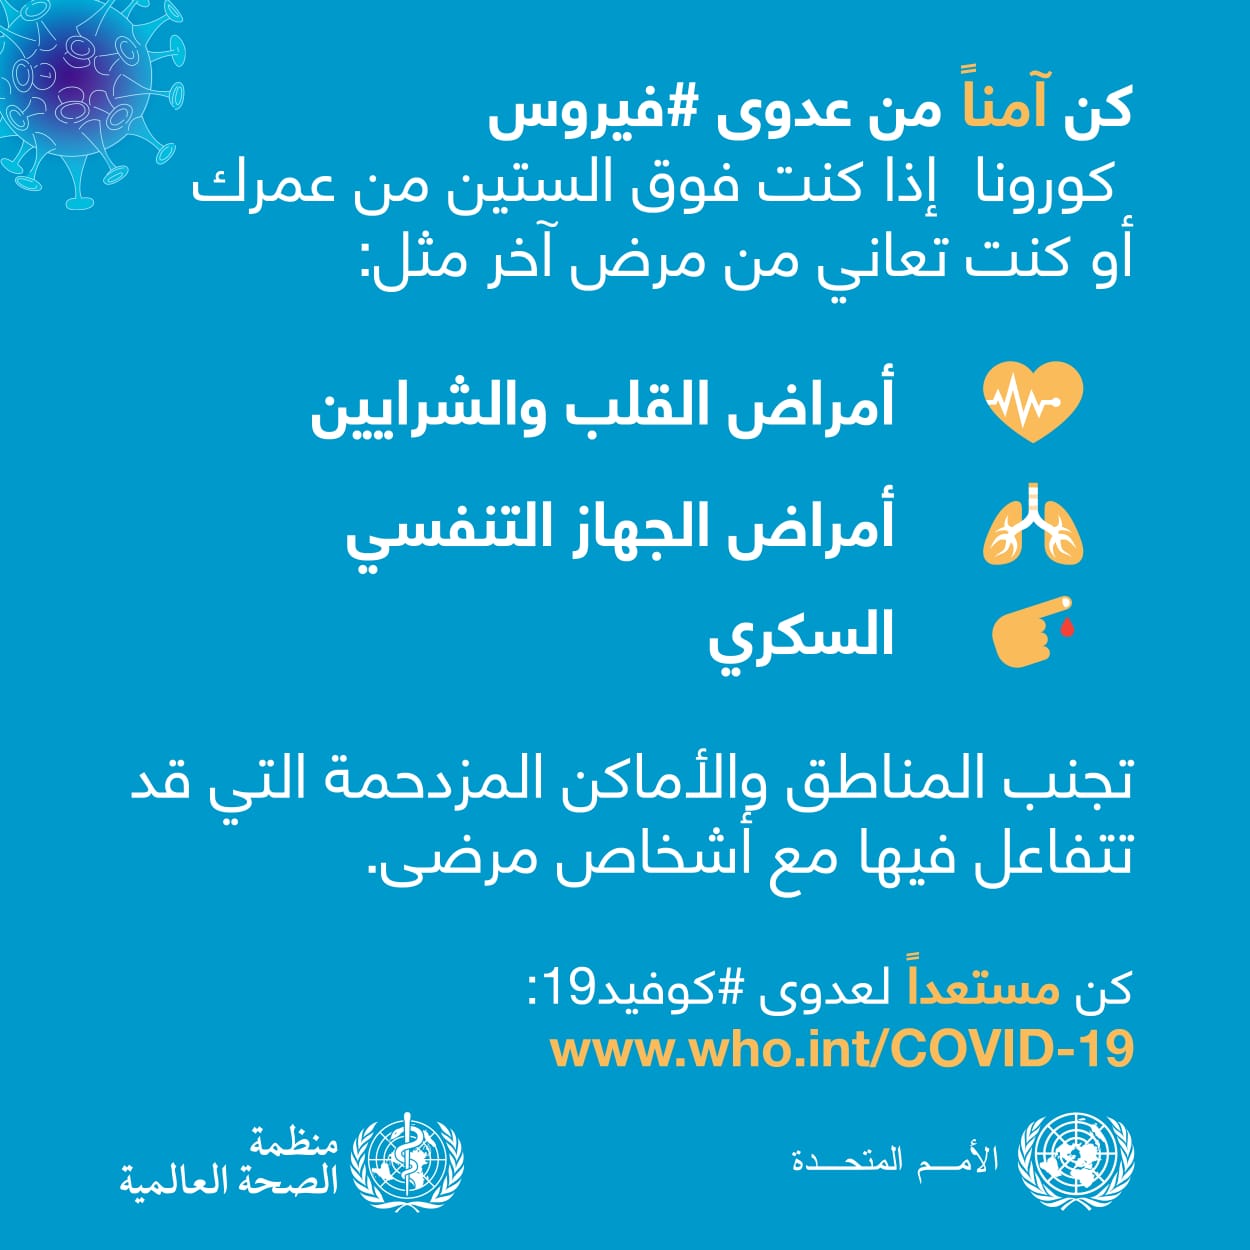 كن آمناً من عدوى #فيروس
كورونا إذا كنت فوق الستين من عمرك
أو كنت تعاني من مرض آخر مثل:
أمراض القلب والشرايين
أمراض الجهاز التنفسي
السكري
تجنب المناطق والأماكن المزدحمة التي قد
تتفاعل فيها مع أشخاص مرضى.
كن مستعداً لعدوى #كوفيد19:
www.who.int/COVID-19
الأمــم المتحــدة
منظمة
الصحة العالمية